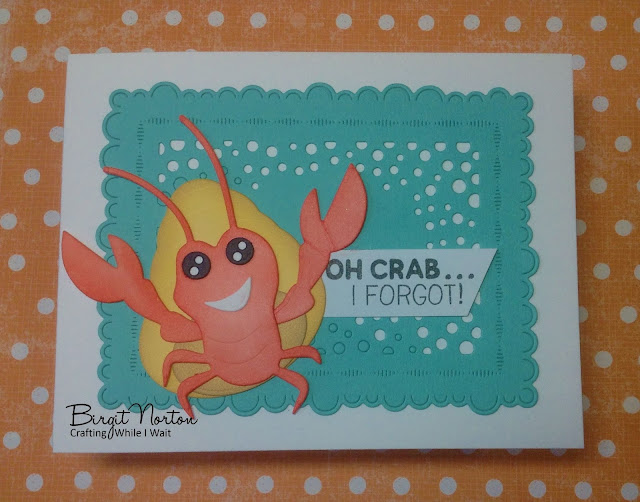 OH CRAB...
I FORGOT!
Birgit Norton
Crafting While I Wait